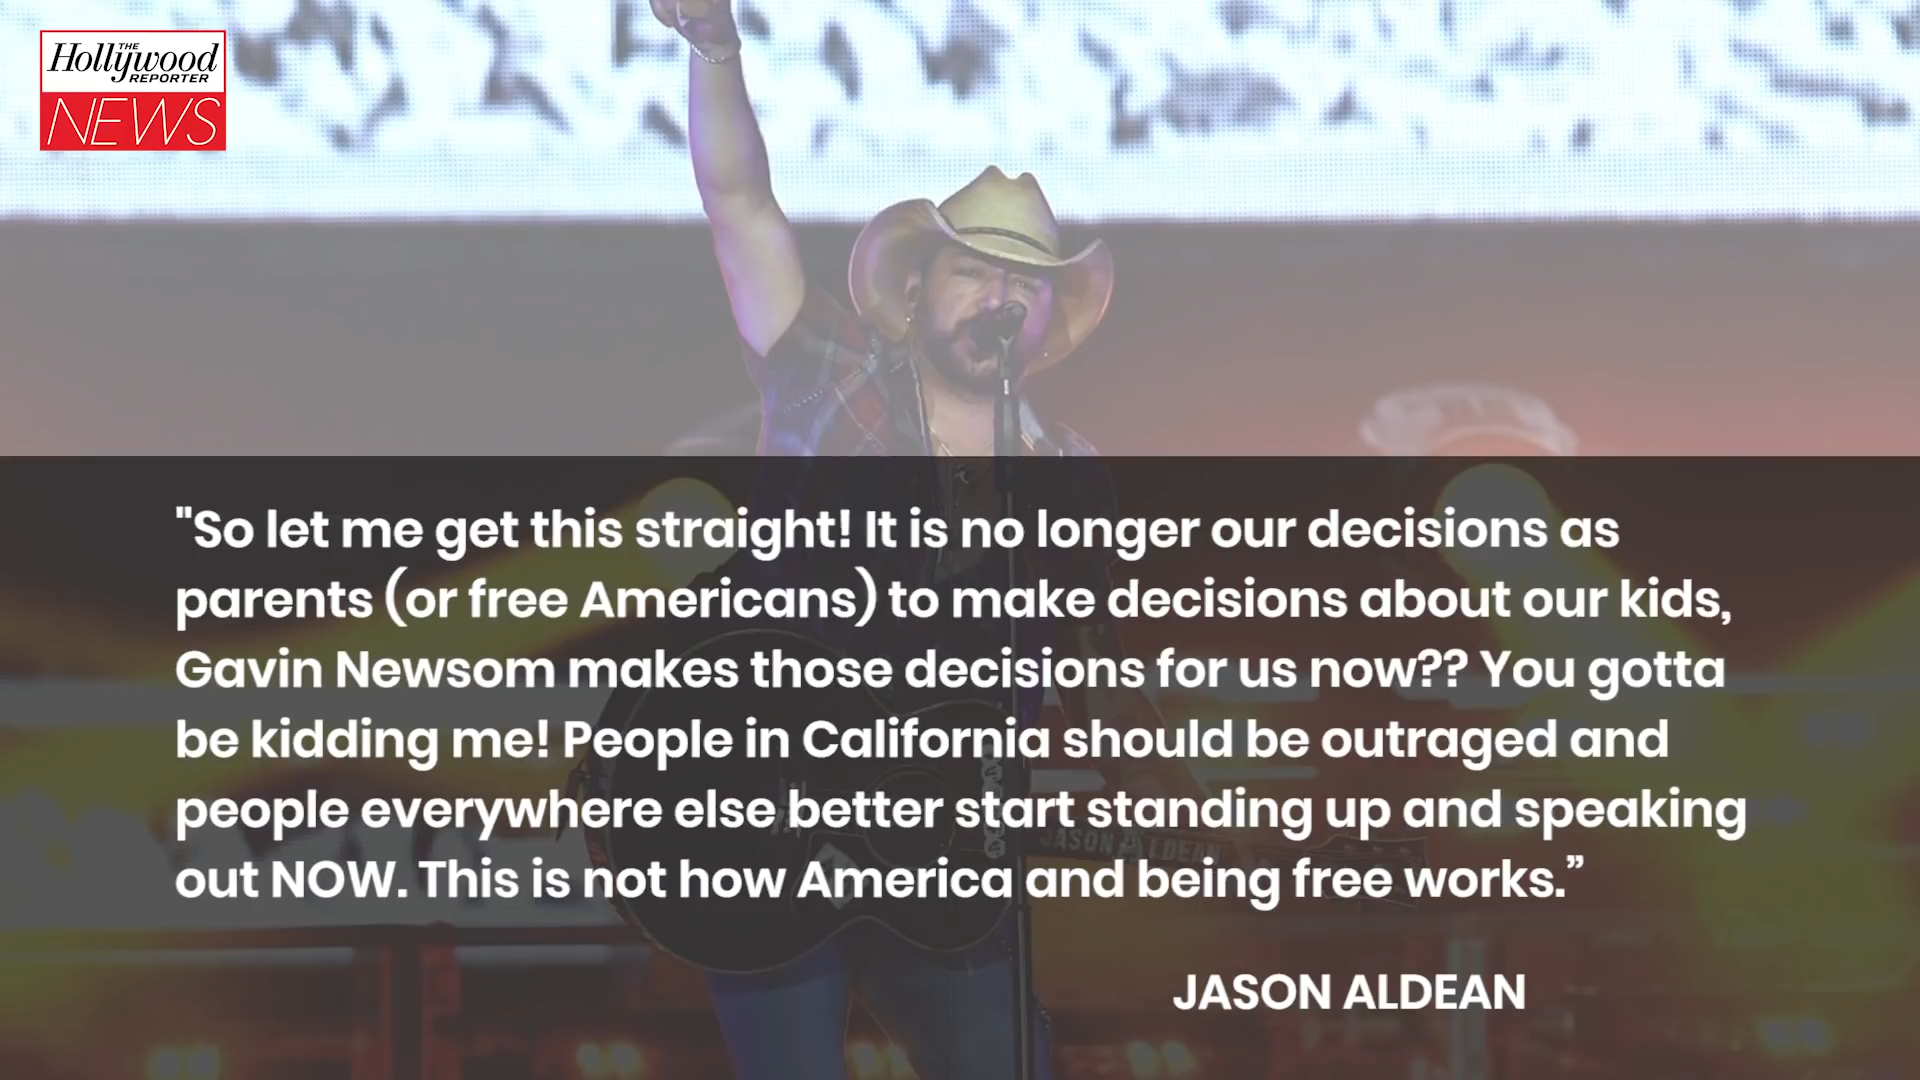 THE
Hollywood
REPORTER
NEWS
"So let me get this straight! It is no longer our decisions as
parents (or free Americans) to make decisions about our kids,
Gavin Newsom makes those decisions for us now?? You gotta
be kidding me! People in California should be outraged and
people everywhere else better start standing up and speaking
out NOW. This is not how America and being free works.”
JASON ALDEAN
JASON ALDEAN